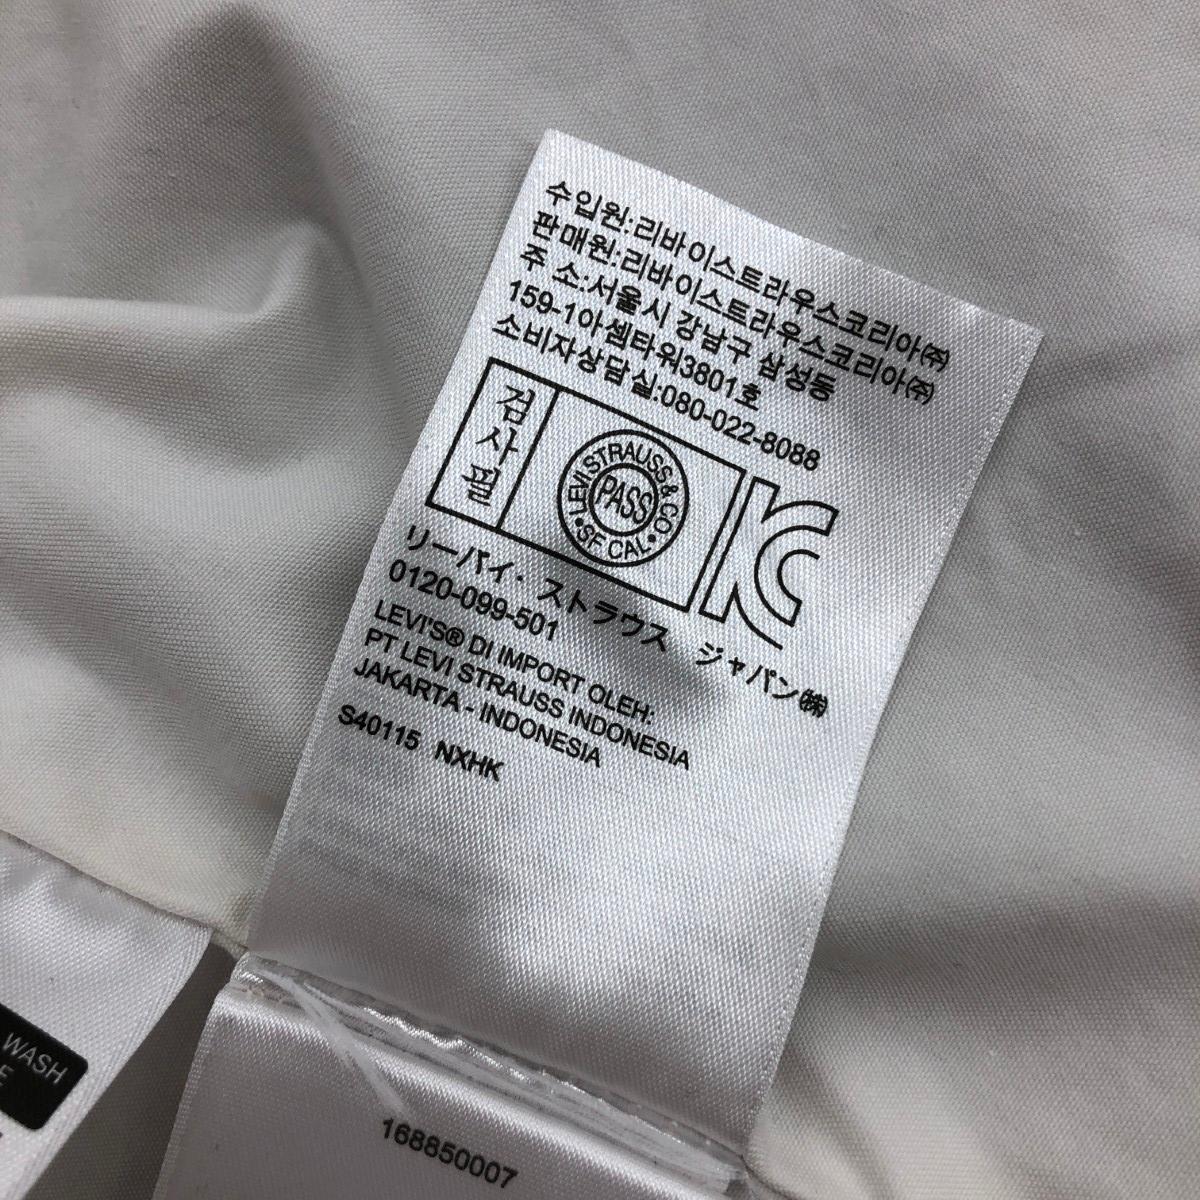 수입원:리바이스트라우스코리아㈜
판매원:리바이스트라우스코리아㈜
주 소:서울시 강남구 삼성동
159-1아셈타워3801호
소비자상담실:080-022-8088
검사필
LEVI STRAUSS & CO
PASS
•SF CAL•
KC
リーバイ・ストラウス ジャパン㈱
0120-099-501
LEVI'S® DI IMPORT OLEH:
PT LEVI STRAUSS INDONESIA
JAKARTA - INDONESIA
S40115 NXHK
WASH
168850007